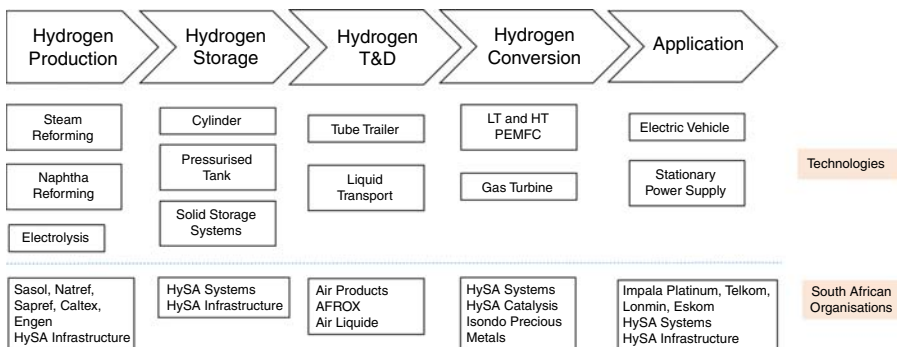 Hydrogen
Production
Hydrogen
Storage
Hydrogen
T&D
Hydrogen
Conversion
Application
Steam
Reforming
Naphtha
Reforming
Electrolysis
Cylinder
Pressurised
Tank
Solid Storage
Systems
Tube Trailer
Liquid
Transport
LT and HT
PEMFC
Gas Turbine
Electric Vehicle
Stationary
Power Supply
Technologies
Sasol, Natref,
Sapref, Caltex,
Engen
HySA Infrastructure
HySA Systems
HySA Infrastructure
Air Products
AFROX
Air Liquide
HySA Systems
HySA Catalysis
Isondo Precious
Metals
Impala Platinum, Telkom,
Lonmin, Eskom
HySA Systems
HySA Infrastructure
South African
Organisations